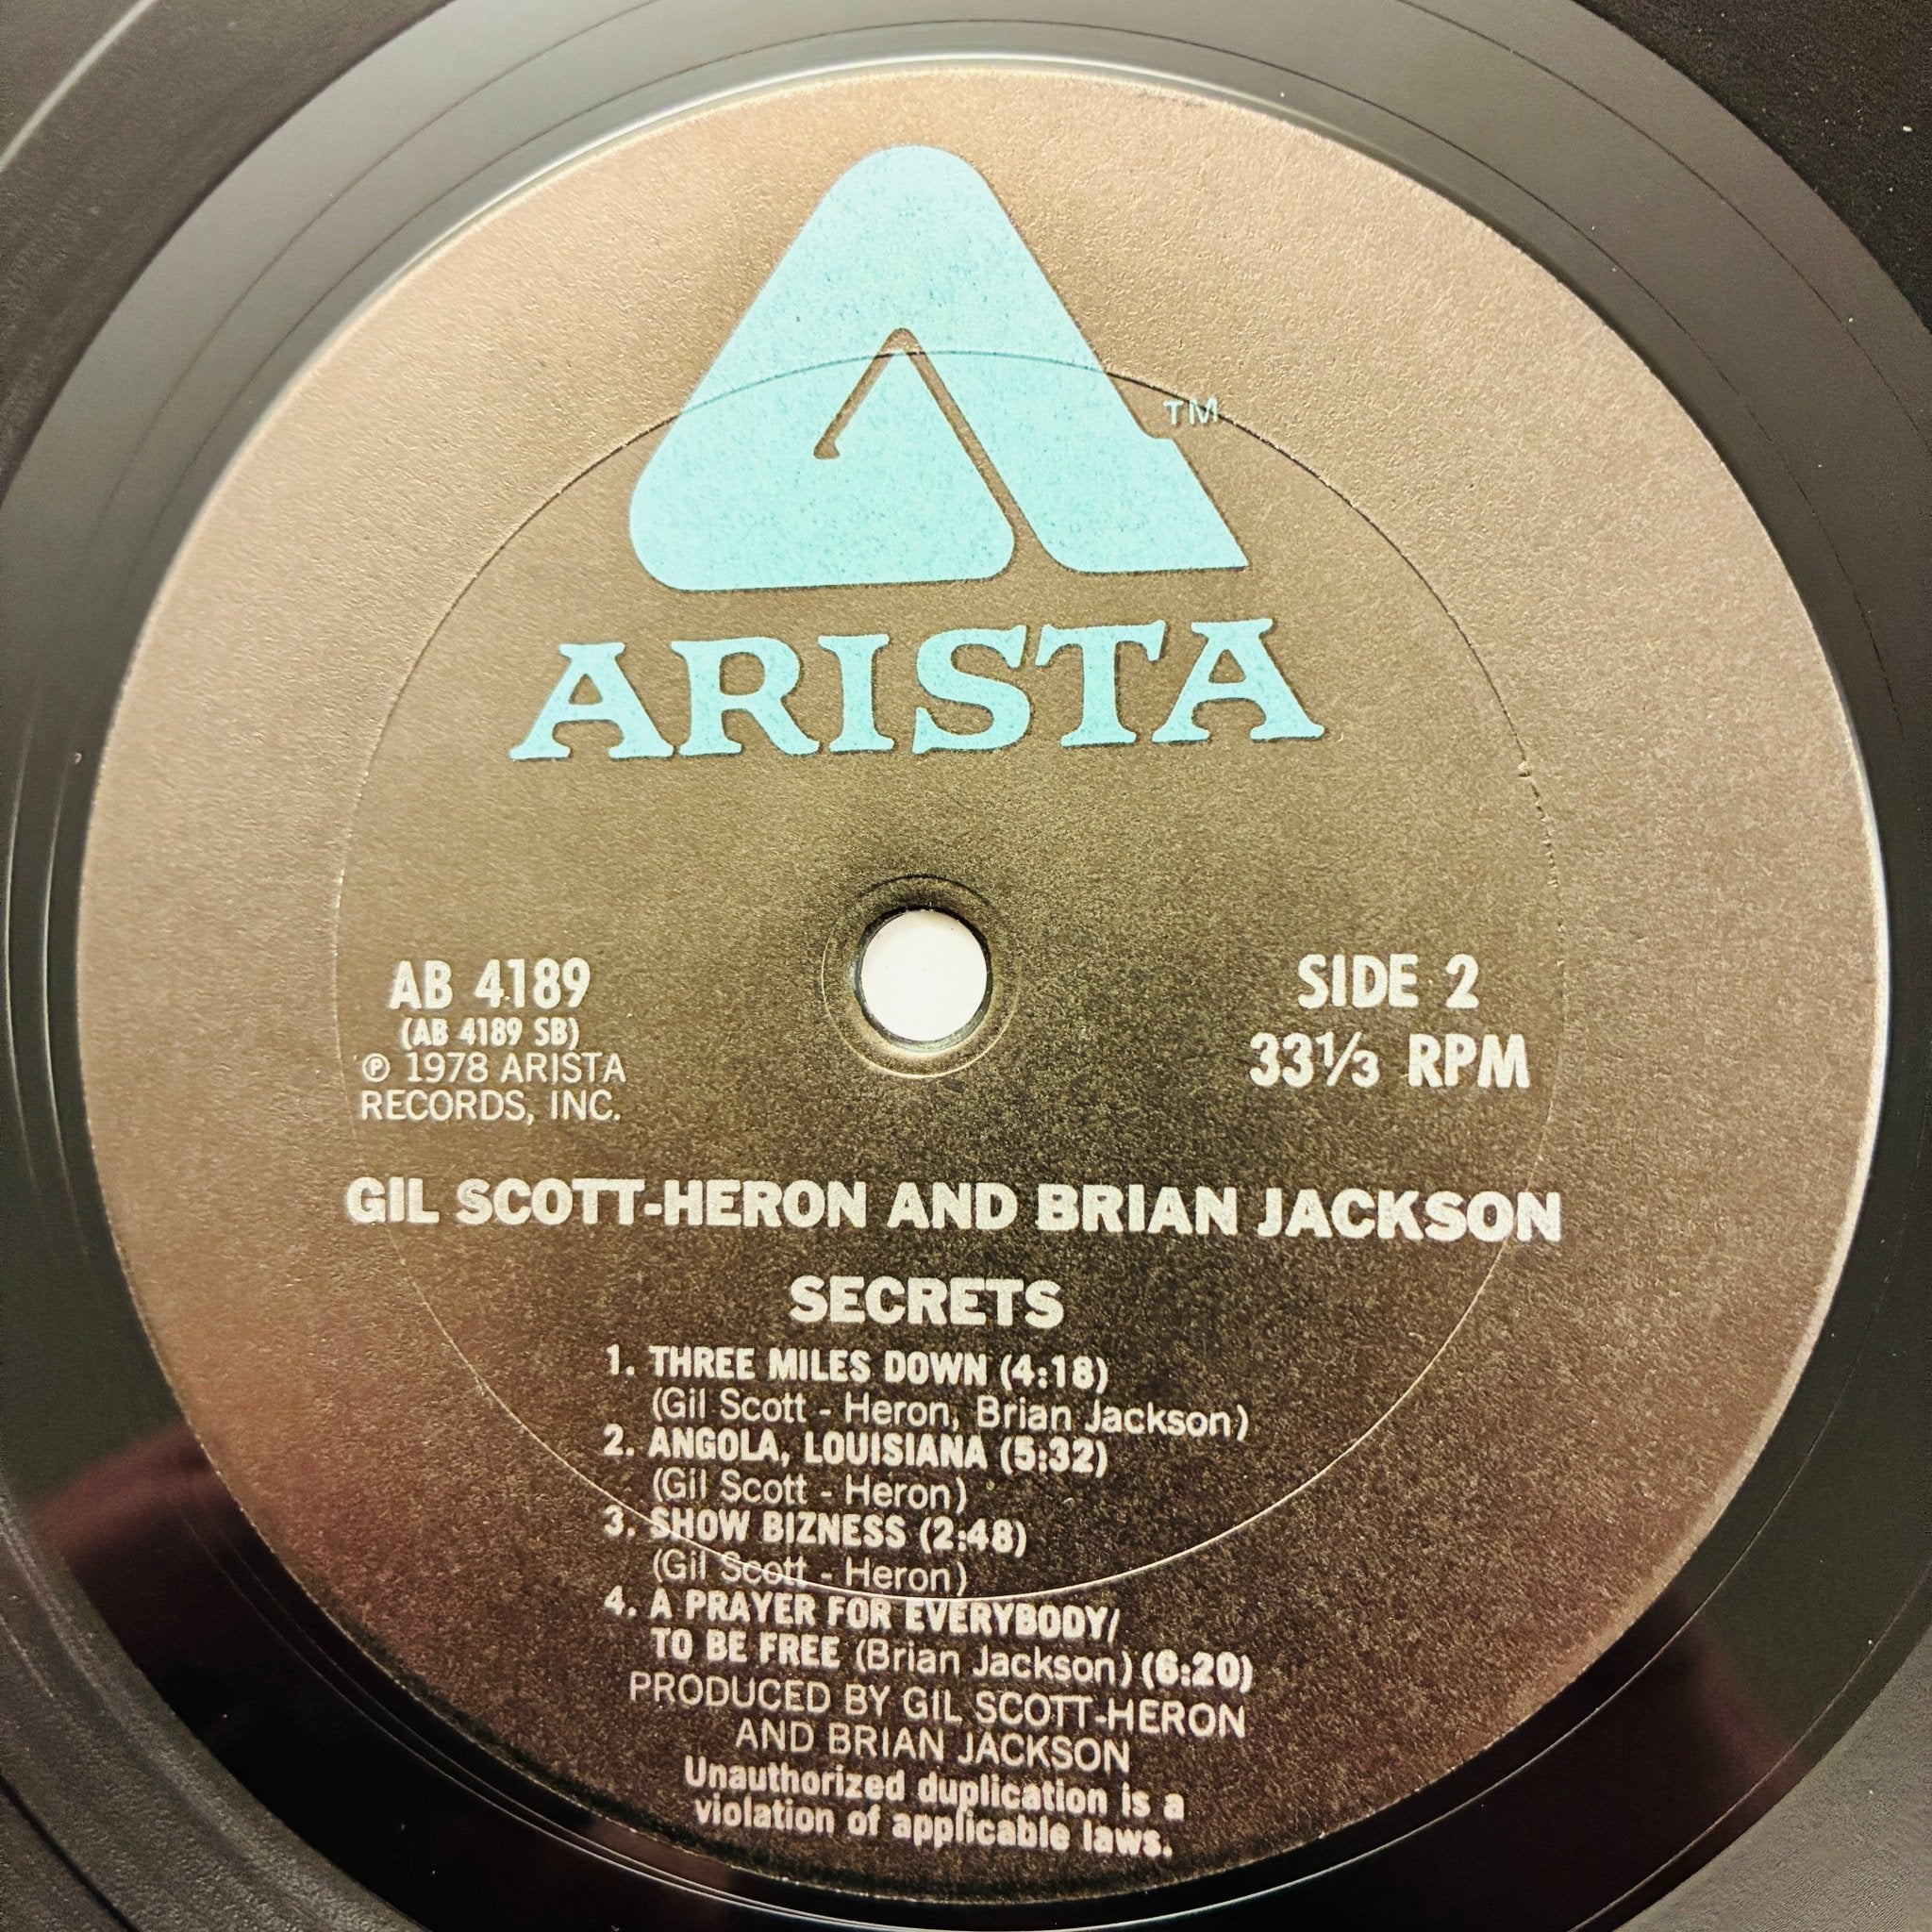 TM
ARISTA
AB 4189
(AB 4189 SB)
℗ 1978 ARISTA
RECORDS, INC.
SIDE 2
33⅓ RPM
GIL SCOTT-HERON AND BRIAN JACKSON
SECRETS
1. THREE MILES DOWN (4:18)
(Gil Scott - Heron, Brian Jackson)
2. ANGOLA, LOUISIANA (5:32)
(Gil Scott - Heron)
3. SHOW BIZNESS (2:48)
(Gil Scott - Heron)
4. A PRAYER FOR EVERYBODY/
TO BE FREE (Brian Jackson) (6:20)
PRODUCED BY GIL SCOTT-HERON
AND BRIAN JACKSON
Unauthorized duplication is a
violation of applicable laws.